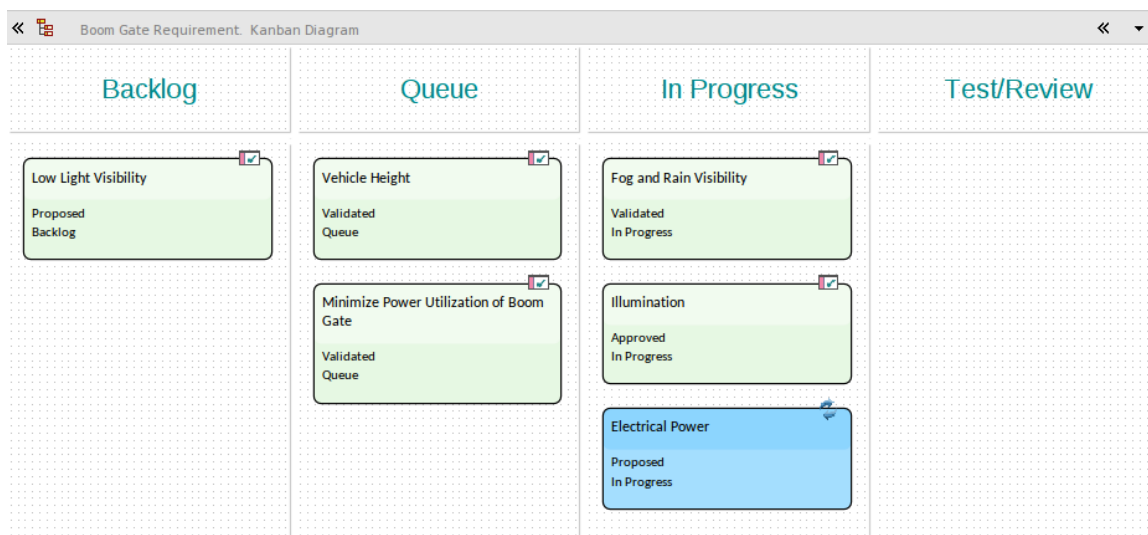 Boom Gate Requirement. Kanban Diagram
Backlog
Queue
In Progress
Test/Review
Low Light Visibility
Proposed
Backlog
Vehicle Height
Validated
Queue
Minimize Power Utilization of Boom
Gate
Validated
Queue
Fog and Rain Visibility
Validated
In Progress
Illumination
Approved
In Progress
Electrical Power
Proposed
In Progress